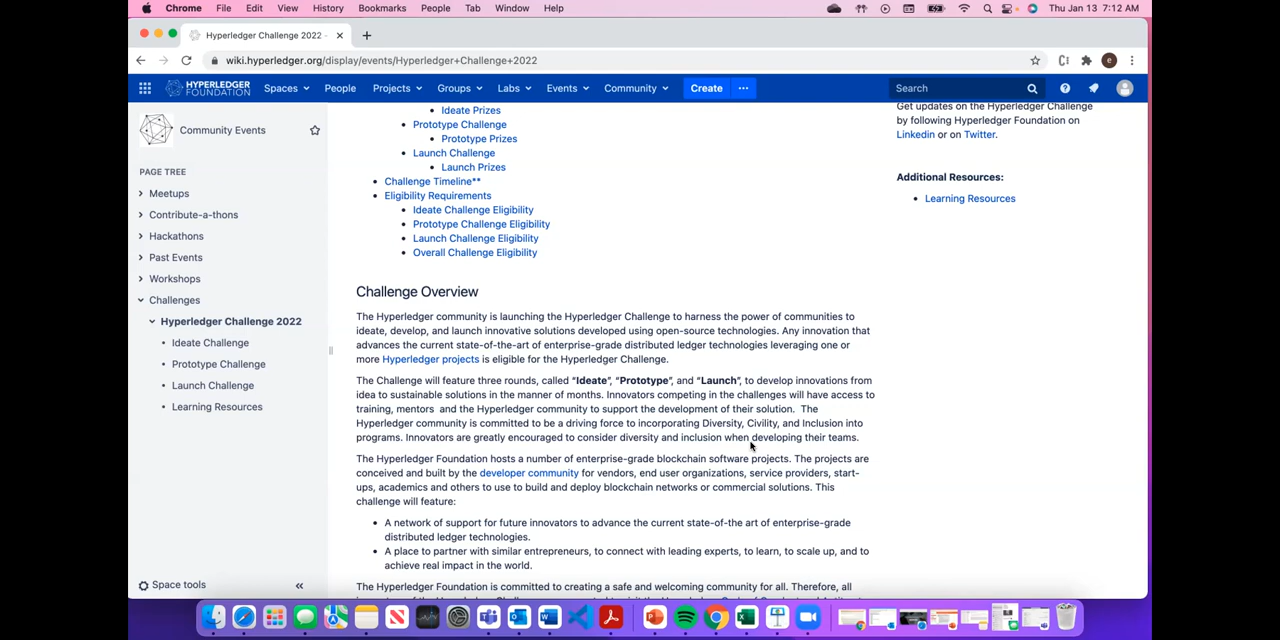 Chrome File Edit View History Bookmarks People Tab Window Help Thu Jan 13 7:12 AM
Hyperledger Challenge 2022 -
wiki.hyperledger.org/display/events/Hyperledger+Challenge+2022
e
HYPERLEDGER
FOUNDATION
Spaces People Projects Groups Labs Events Community Create ••• Search
Community Events
PAGE TREE
Meetups
Contribute-a-thons
Hackathons
Past Events
Workshops
Challenges
Hyperledger Challenge 2022
• Ideate Challenge
• Prototype Challenge
• Launch Challenge
• Learning Resources
Space tools «
• Ideate Prizes
• Prototype Challenge
• Prototype Prizes
• Launch Challenge
• Launch Prizes
• Challenge Timeline**
• Eligibility Requirements
• Ideate Challenge Eligibility
• Prototype Challenge Eligibility
• Launch Challenge Eligibility
• Overall Challenge Eligibility
Challenge Overview
The Hyperledger community is launching the Hyperledger Challenge to harness the power of communities to
ideate, develop, and launch innovative solutions developed using open-source technologies. Any innovation that
advances the current state-of-the-art of enterprise-grade distributed ledger technologies leveraging one or
more Hyperledger projects is eligible for the Hyperledger Challenge.
The Challenge will feature three rounds, called “Ideate”, “Prototype”, and “Launch”, to develop innovations from
idea to sustainable solutions in the manner of months. Innovators competing in the challenges will have access to
training, mentors and the Hyperledger community to support the development of their solution. The
Hyperledger community is committed to be a driving force to incorporating Diversity, Civility, and Inclusion into
programs. Innovators are greatly encouraged to consider diversity and inclusion when developing their teams.
The Hyperledger Foundation hosts a number of enterprise-grade blockchain software projects. The projects are
conceived and built by the developer community for vendors, end user organizations, service providers, start-
ups, academics and others to use to build and deploy blockchain networks or commercial solutions. This
challenge will feature:
• A network of support for future innovators to advance the current state-of-the art of enterprise-grade
distributed ledger technologies.
• A place to partner with similar entrepreneurs, to connect with leading experts, to learn, to scale up, and to
achieve real impact in the world.
The Hyperledger Foundation is committed to creating a safe and welcoming community for all. Therefore, all
Get updates on the Hyperledger Foundation
by following Hyperledger Foundation on
Linkedin or on Twitter.
Additional Resources:
• Learning Resources